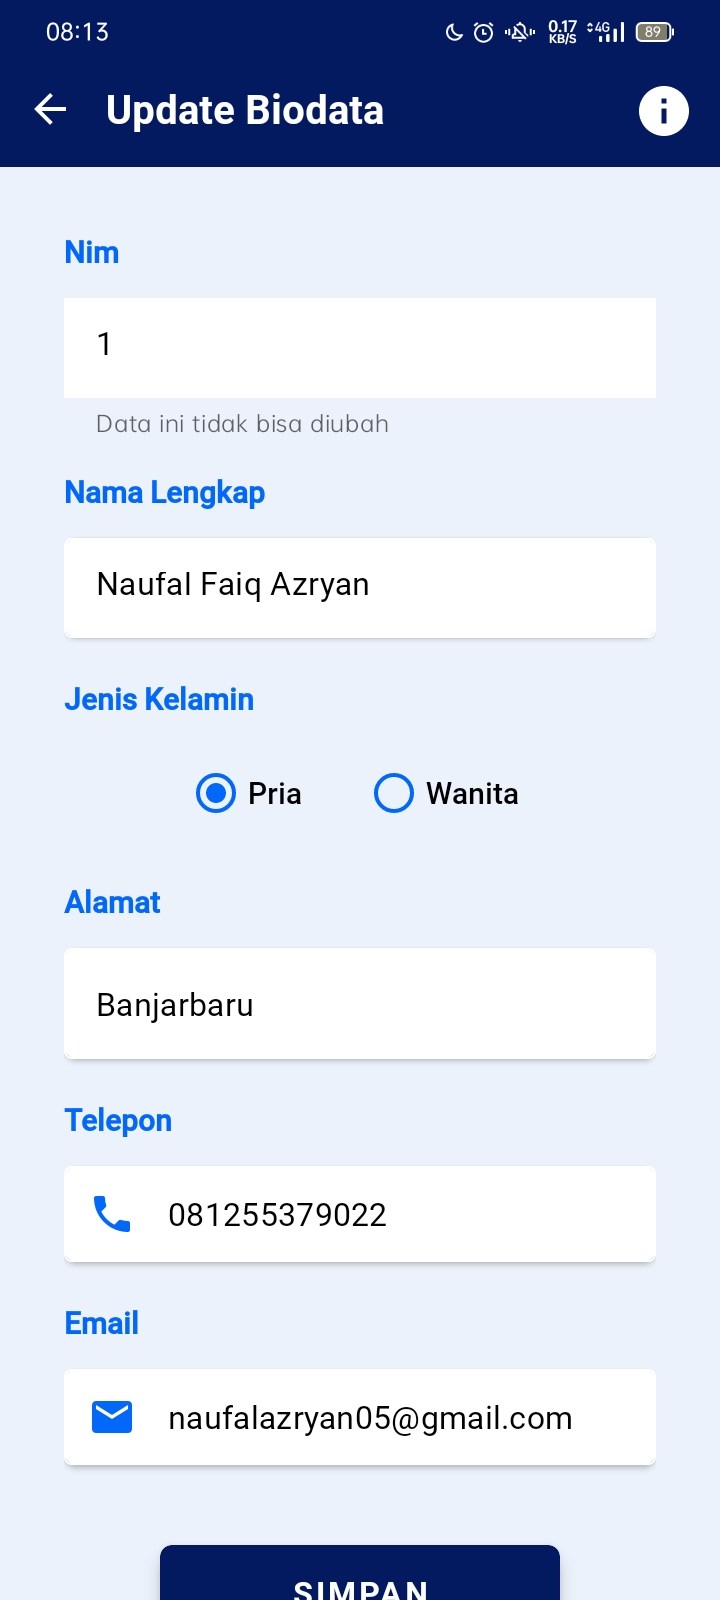 08:13
0.17
KB/S
4G
89
Update Biodata
Nim
1
Data ini tidak bisa diubah
Nama Lengkap
Naufal Faiq Azryan
Jenis Kelamin
Pria Wanita
Alamat
Banjarbaru
Telepon
081255379022
Email
naufalazryan05@gmail.com
SIMPAN